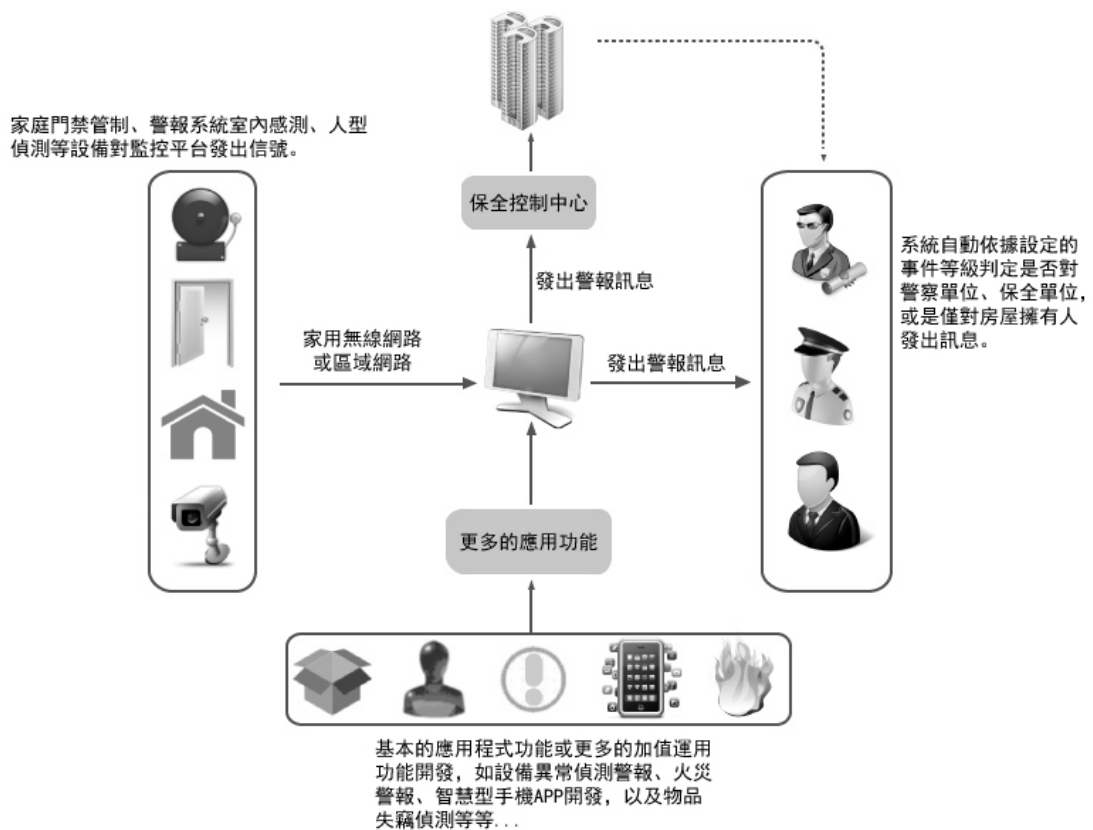 家庭門禁管制、警報系統室內感測、人型
偵測等設備對監控平台發出信號。
保全控制中心
發出警報訊息
家用無線網路
或區域網路
發出警報訊息
系統自動依據設定的
事件等級判定是否對
警察單位、保全單位，
或是僅對房屋擁有人
發出訊息。
更多的應用功能
基本的應用程式功能或更多的加值運用
功能開發，如設備異常偵測警報、火災
警報、智慧型手機APP開發，以及物品
失竊偵測等等...